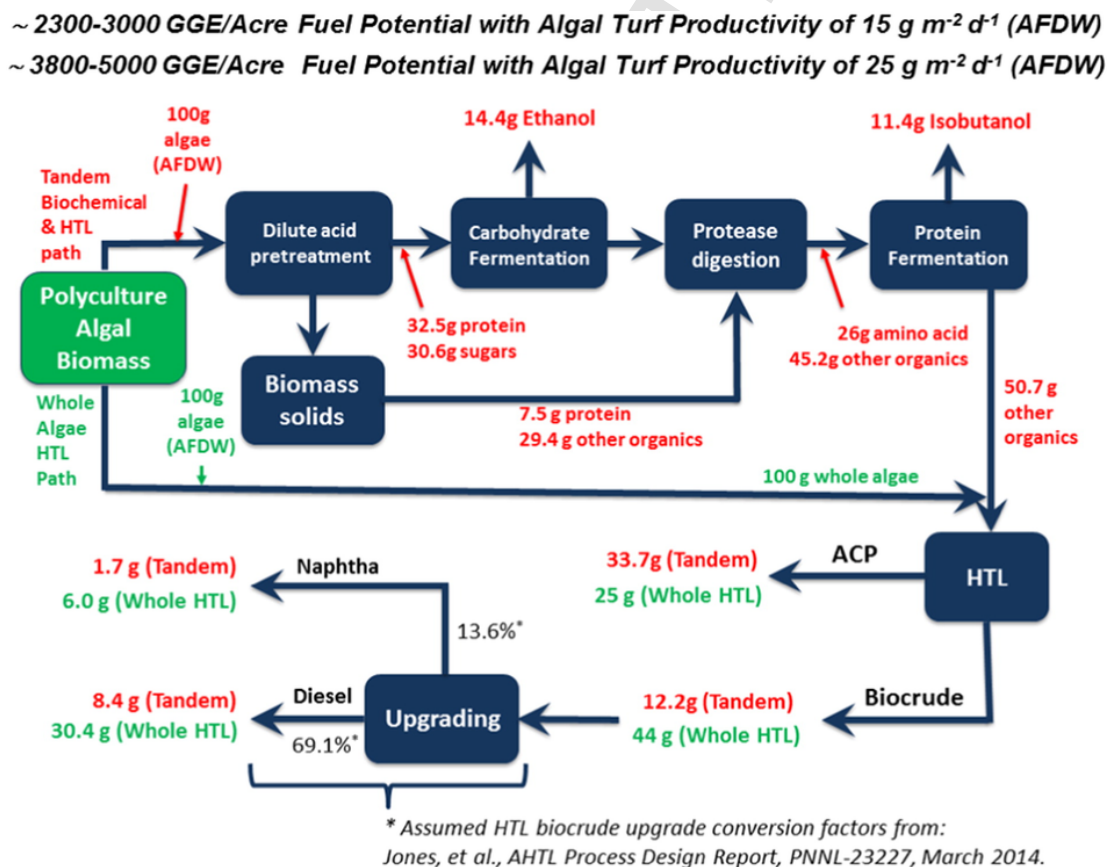 ~ 2300-3000 GGE/Acre Fuel Potential with Algal Turf Productivity of 15 g m-2 d-1 (AFDW)
~ 3800-5000 GGE/Acre Fuel Potential with Algal Turf Productivity of 25 g m-2 d-1 (AFDW)
100g
algae
(AFDW)
14.4g Ethanol
11.4g Isobutanol
Tandem
Biochemical
& HTL
path
Dilute acid
pretreatment
Carbohydrate
Fermentation
Protease
digestion
Protein
Fermentation
Polyculture
Algal
Biomass
32.5g protein
30.6g sugars
26g amino acid
45.2g other organics
Biomass
solids
7.5 g protein
29.4 g other organics
50.7 g
other
organics
Whole
Algae
HTL
Path
100g
algae
(AFDW)
100 g whole algae
HTL
ACP
33.7g (Tandem)
25 g (Whole HTL)
Naphtha
1.7 g (Tandem)
6.0 g (Whole HTL)
13.6%*
Biocrude
12.2g (Tandem)
44 g (Whole HTL)
Upgrading
Diesel
8.4 g (Tandem)
30.4 g (Whole HTL)
69.1%*
* Assumed HTL biocrude upgrade conversion factors from:
Jones, et al., AHTL Process Design Report, PNNL-23227, March 2014.